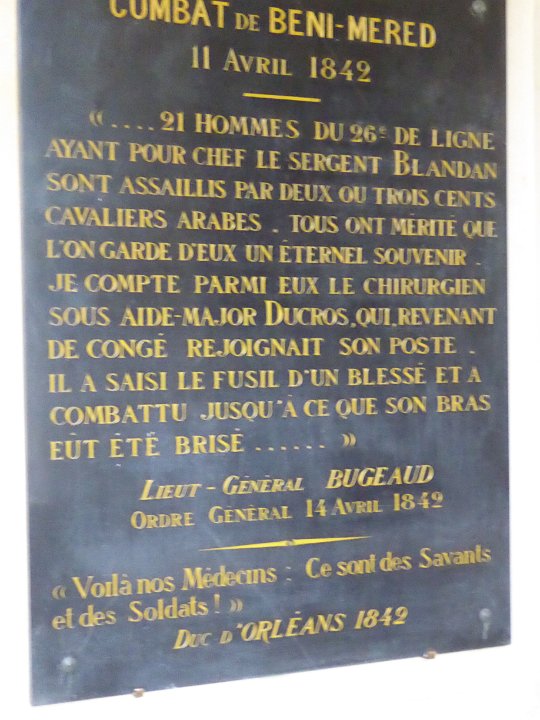 COMBAT DE BENI-MERED
11 AVRIL 1842
« .... 21 HOMMES DU 26e DE LIGNE
AYANT POUR CHEF LE SERGENT BLANDAN
SONT ASSAILLIS PAR DEUX OU TROIS CENTS
CAVALIERS ARABES . TOUS ONT MÉRITÉ QUE
L'ON GARDE D'EUX UN ÉTERNEL SOUVENIR .
JE COMPTE PARMI EUX LE CHIRURGIEN
SOUS AIDE-MAJOR DUCROS, QUI, REVENANT
DE CONGÉ REJOIGNAIT SON POSTE .
IL A SAISI LE FUSIL D'UN BLESSÉ ET A
COMBATTU JUSQU'À CE QUE SON BRAS
EÛT ÉTÉ BRISÉ ...... »
LIEUT - GÉNÉRAL BUGEAUD
ORDRE GÉNÉRAL 14 AVRIL 1842
« Voilà nos Médecins : Ce sont des Savants
et des Soldats ! »
DUC D'ORLÉANS 1842